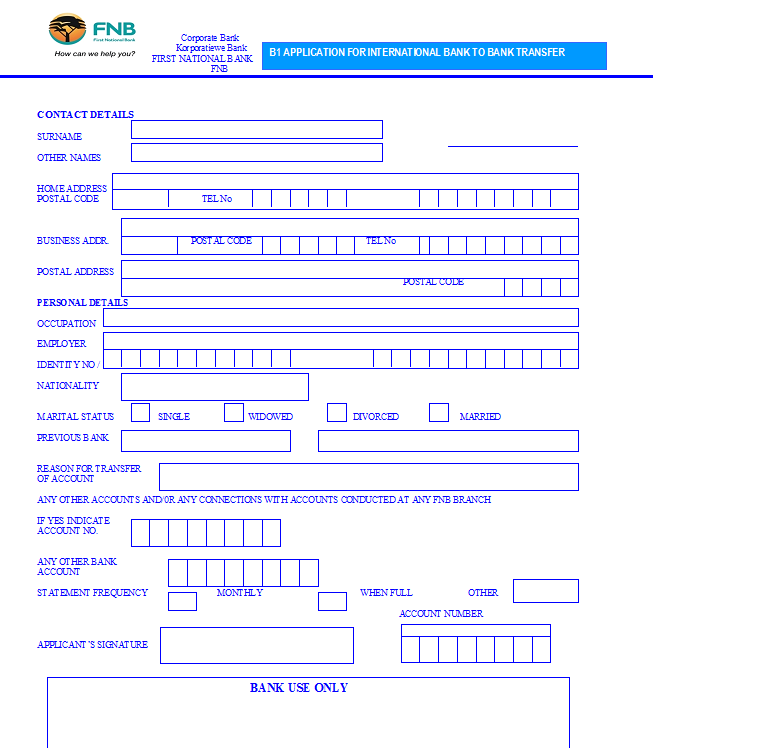 FNB
First National Bank
How can we help you?
Corporate Bank
Korporatiewe Bank
FIRST NATIONAL BANK
FNB
B1 APPLICATION FOR INTERNATIONAL BANK TO BANK TRANSFER
CONTACT DETAILS
SURNAME
OTHER NAMES
HOME ADDRESS
POSTAL CODE TEL No
BUSINESS ADDR. POSTAL CODE TEL No
POSTAL ADDRESS
POSTAL CODE
PERSONAL DETAILS
OCCUPATION
EMPLOYER
IDENTITY NO /
NATIONALITY
MARITAL STATUS SINGLE WIDOWED DIVORCED MARRIED
PREVIOUS BANK
REASON FOR TRANSFER
OF ACCOUNT
ANY OTHER ACCOUNTS AND/0R ANY CONNECTIONS WITH ACCOUNTS CONDUCTED AT ANY FNB BRANCH
IF YES INDICATE
ACCOUNT NO.
ANY OTHER BANK
ACCOUNT
STATEMENT FREQUENCY MONTHLY WHEN FULL OTHER
ACCOUNT NUMBER
APPLICANT'S SIGNATURE
BANK USE ONLY